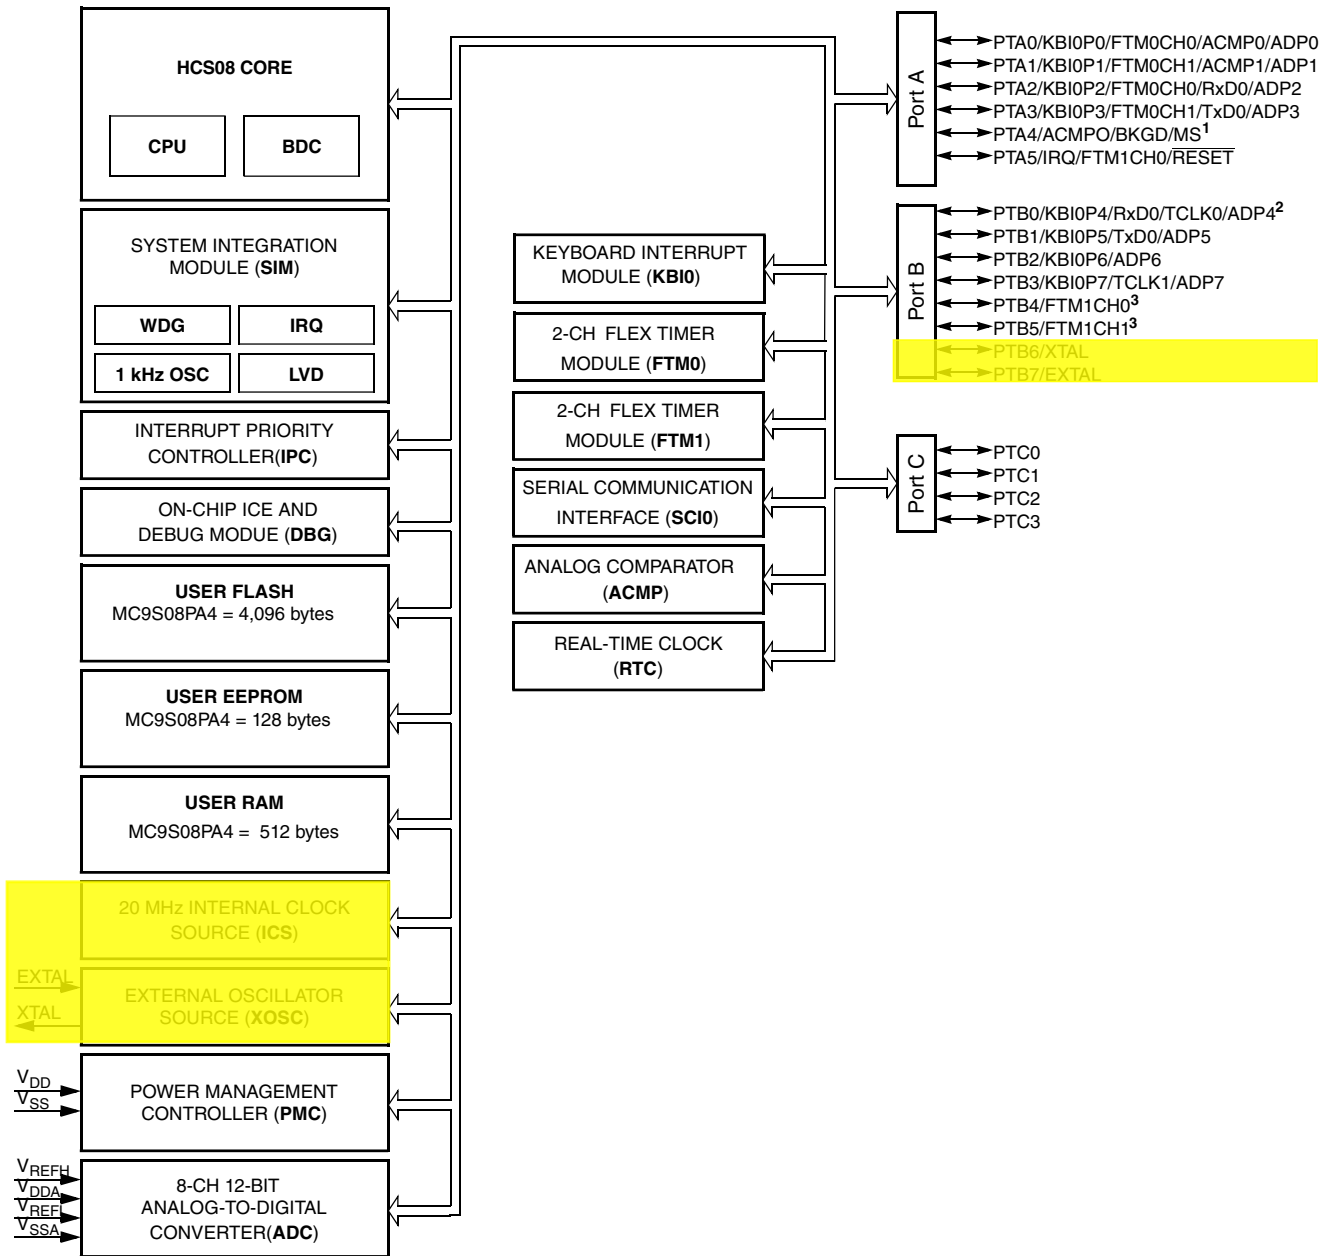 HCS08 CORE
CPU
BDC
SYSTEM INTEGRATION
MODULE (SIM)
WDG
IRQ
1 kHz OSC
LVD
INTERRUPT PRIORITY
CONTROLLER(IPC)
ON-CHIP ICE AND
DEBUG MODUE (DBG)
USER FLASH
MC9S08PA4 = 4,096 bytes
USER EEPROM
MC9S08PA4 = 128 bytes
USER RAM
MC9S08PA4 = 512 bytes
20 MHz INTERNAL CLOCK
SOURCE (ICS)
EXTAL
XTAL
EXTERNAL OSCILLATOR
SOURCE (XOSC)
VDD
VSS
POWER MANAGEMENT
CONTROLLER (PMC)
VREFH
VDDA
VREFL
VSSA
8-CH 12-BIT
ANALOG-TO-DIGITAL
CONVERTER(ADC)
KEYBOARD INTERRUPT
MODULE (KBI0)
2-CH FLEX TIMER
MODULE (FTM0)
2-CH FLEX TIMER
MODULE (FTM1)
SERIAL COMMUNICATION
INTERFACE (SCI0)
ANALOG COMPARATOR
(ACMP)
REAL-TIME CLOCK
(RTC)
Port A
PTA0/KBI0P0/FTM0CH0/ACMP0/ADP0
PTA1/KBI0P1/FTM0CH1/ACMP1/ADP1
PTA2/KBI0P2/FTM0CH0/RxD0/ADP2
PTA3/KBI0P3/FTM0CH1/TxD0/ADP3
PTA4/ACMPO/BKGD/MS1
PTA5/IRQ/FTM1CH0/RESET
Port B
PTB0/KBI0P4/RxD0/TCLK0/ADP42
PTB1/KBI0P5/TxD0/ADP5
PTB2/KBI0P6/ADP6
PTB3/KBI0P7/TCLK1/ADP7
PTB4/FTM1CH03
PTB5/FTM1CH13
PTB6/XTAL
PTB7/EXTAL
Port C
PTC0
PTC1
PTC2
PTC3